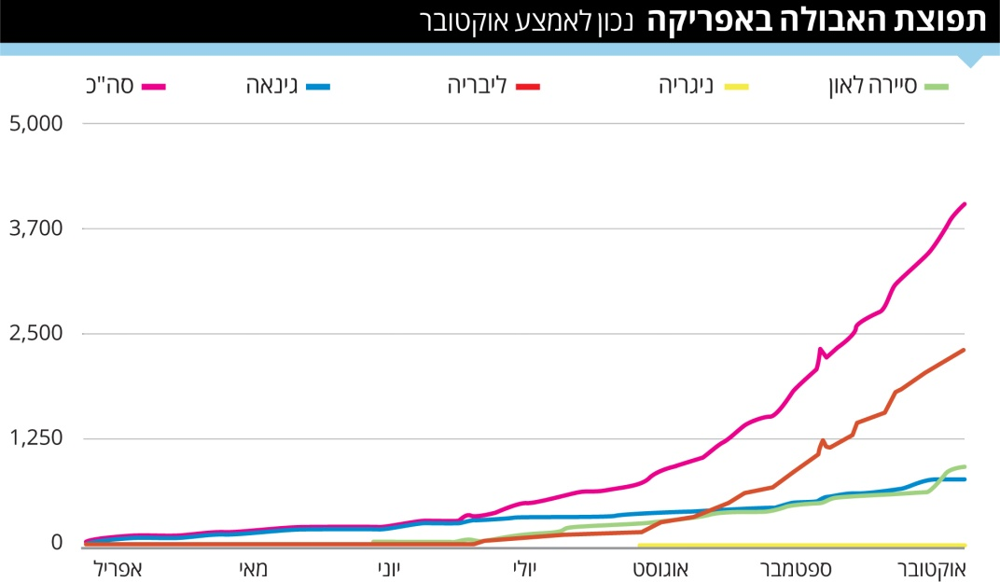 תפוצת האבולה באפריקה נכון לאמצע אוקטובר
סיירה לאון ניגריה ליבריה גינאה סה"כ
5,000
3,700
2,500
1,250
0
אפריל מאי יוני יולי אוגוסט ספטמבר אוקטובר